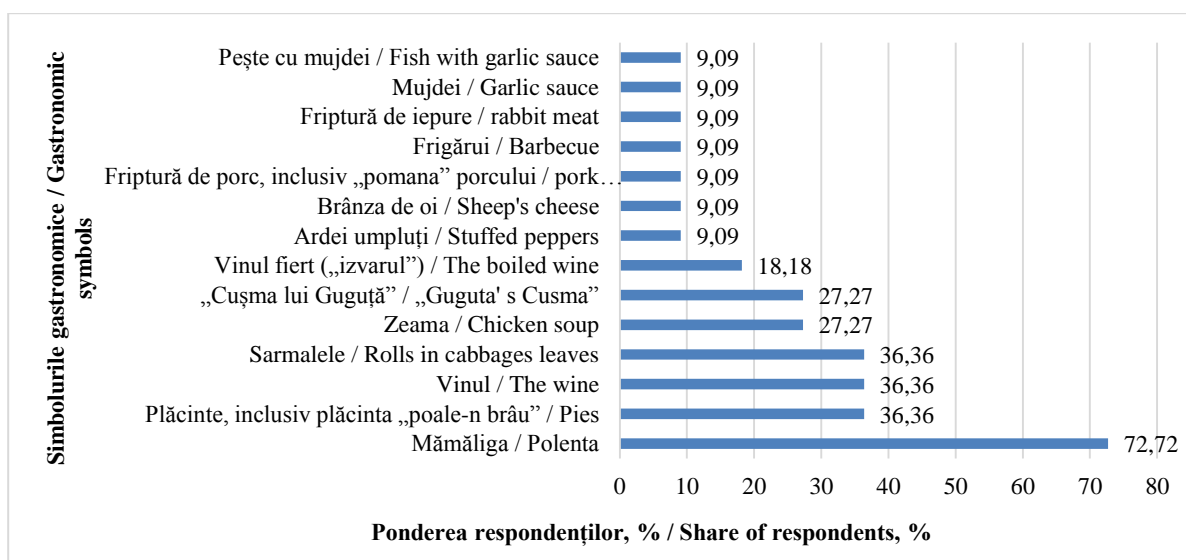 Simbolurile gastronomice / Gastronomic
symbols
Pește cu mujdei / Fish with garlic sauce
9,09
Mujdei / Garlic sauce
9,09
Friptură de iepure / rabbit meat
9,09
Frigărui / Barbecue
9,09
Friptură de porc, inclusiv „pomana” porcului / pork…
9,09
Brânza de oi / Sheep's cheese
9,09
Ardei umpluți / Stuffed peppers
9,09
Vinul fiert („izvarul”) / The boiled wine
18,18
„Cușma lui Guguță” / „Guguta' s Cusma”
27,27
Zeama / Chicken soup
27,27
Sarmalele / Rolls in cabbages leaves
36,36
Vinul / The wine
36,36
Plăcinte, inclusiv plăcinta „poale-n brâu” / Pies
36,36
Mămăliga / Polenta
72,72
0 10 20 30 40 50 60 70 80
Ponderea respondenților, % / Share of respondents, %